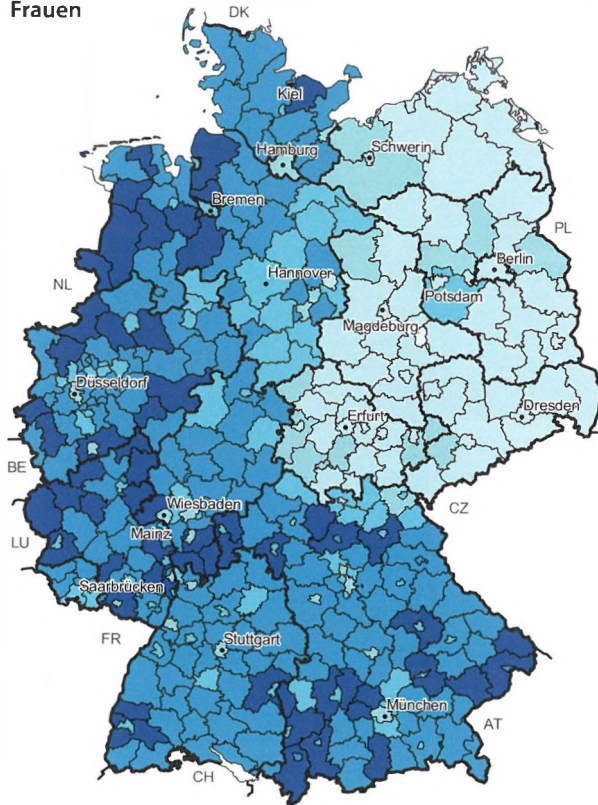 Frauen
DK
Kiel
Schwerin
Hamburg
Bremen
PL
Berlin
NL
Hannover
Potsdam
Magdeburg
Düsseldorf
Dresden
Erfurt
BE
Wiesbaden
CZ
LU
Mainz
Saarbrücken
FR
Stuttgart
München
AT
CH